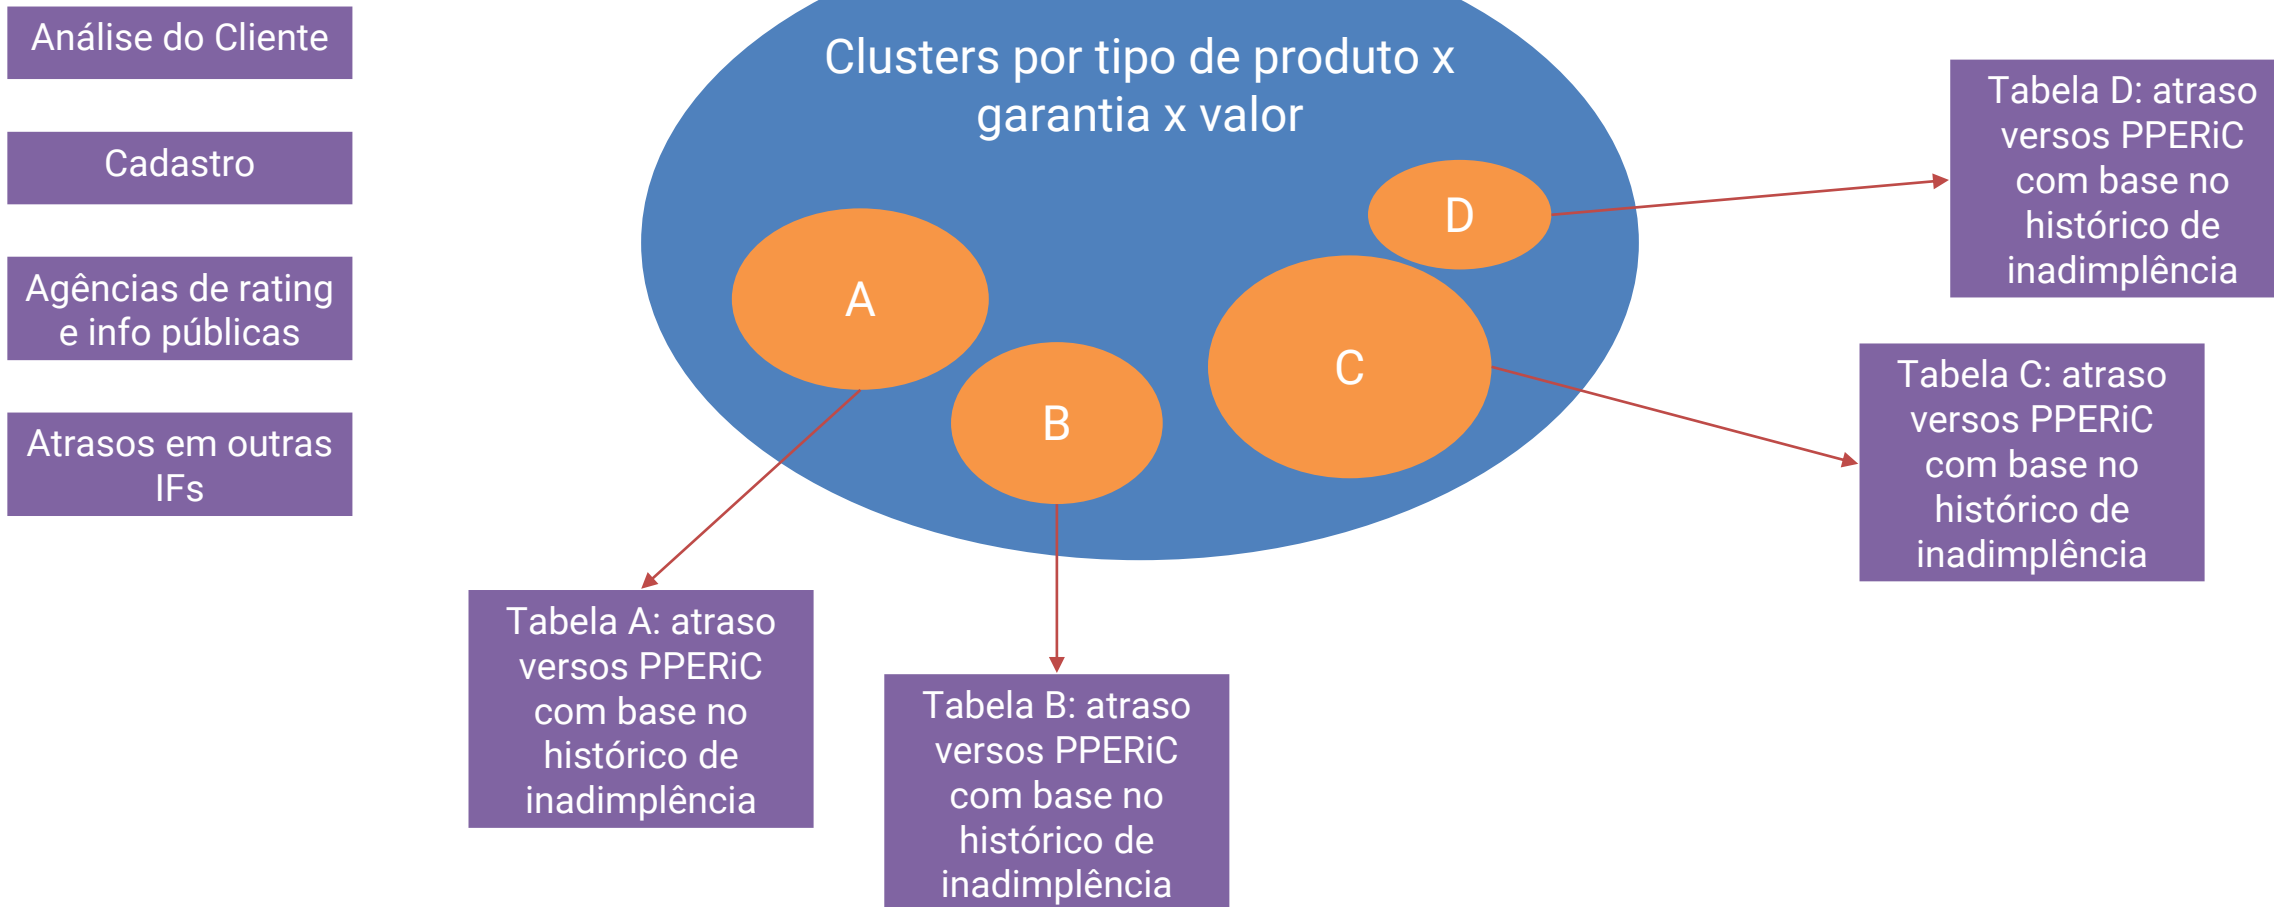 Análise do Cliente
Cadastro
Agências de rating
e info públicas
Atrasos em outras
IFs
Clusters por tipo de produto x
garantia x valor
A
B
C
D
Tabela D: atraso
versos PPERiC
com base no
histórico de
inadimplência
Tabela C: atraso
versos PPERiC
com base no
histórico de
inadimplência
Tabela A: atraso
versos PPERiC
com base no
histórico de
inadimplência
Tabela B: atraso
versos PPERiC
com base no
histórico de
inadimplência